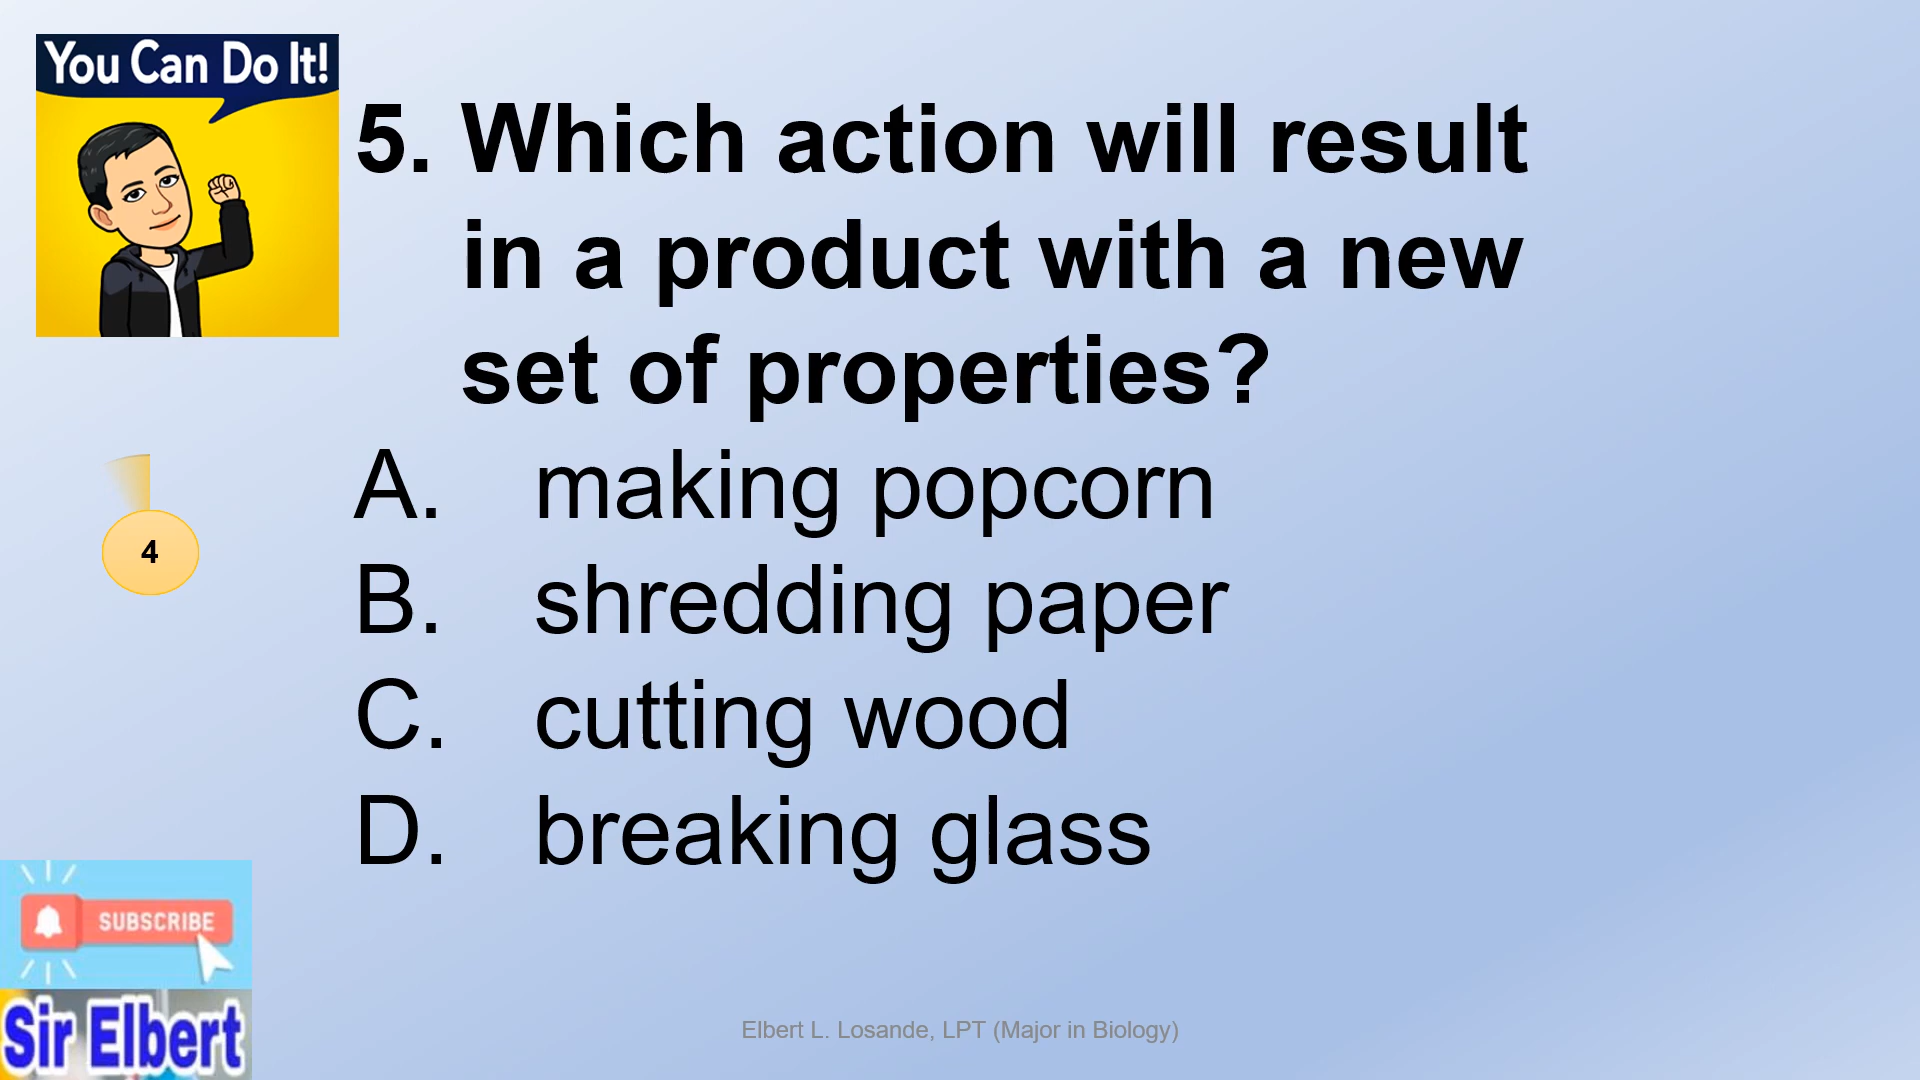 You Can Do It!
5. Which action will result
in a product with a new
set of properties?
A. making popcorn
B. shredding paper
C. cutting wood
D. breaking glass
4
SUBSCRIBE
Sir Elbert
Elbert L. Losande, LPT (Major in Biology)